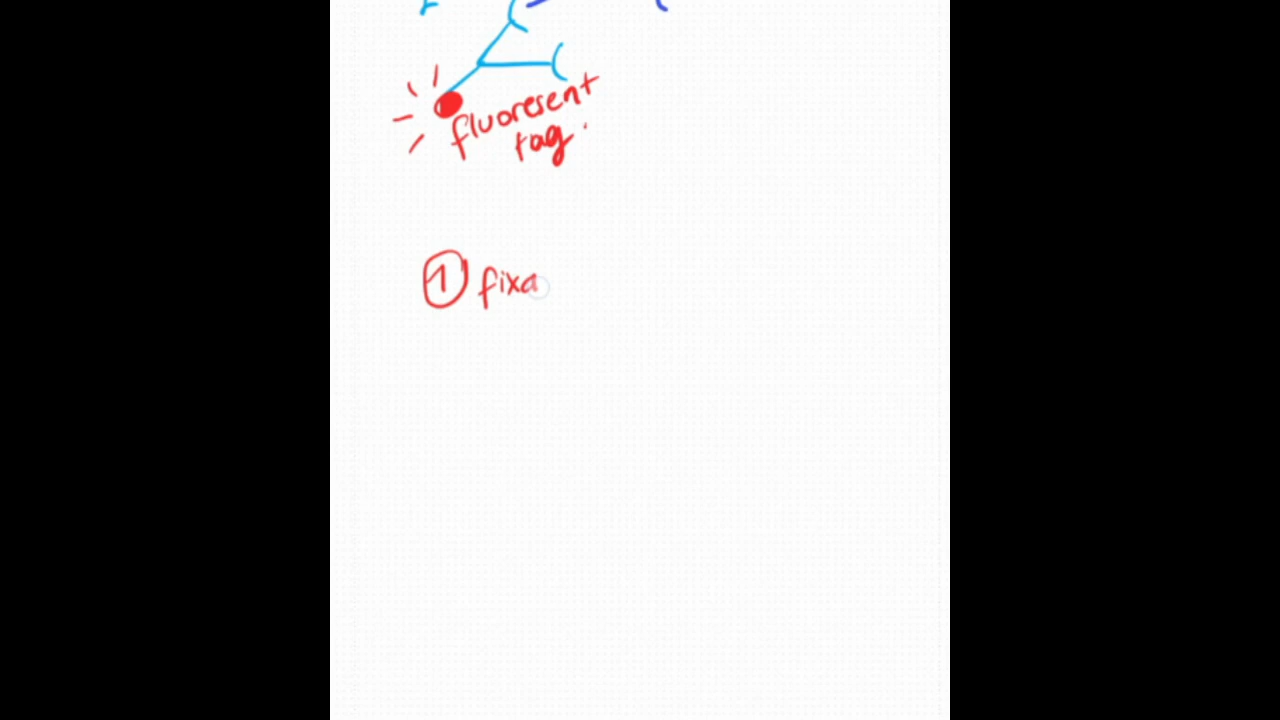 fluoresent
tag.
① fixa